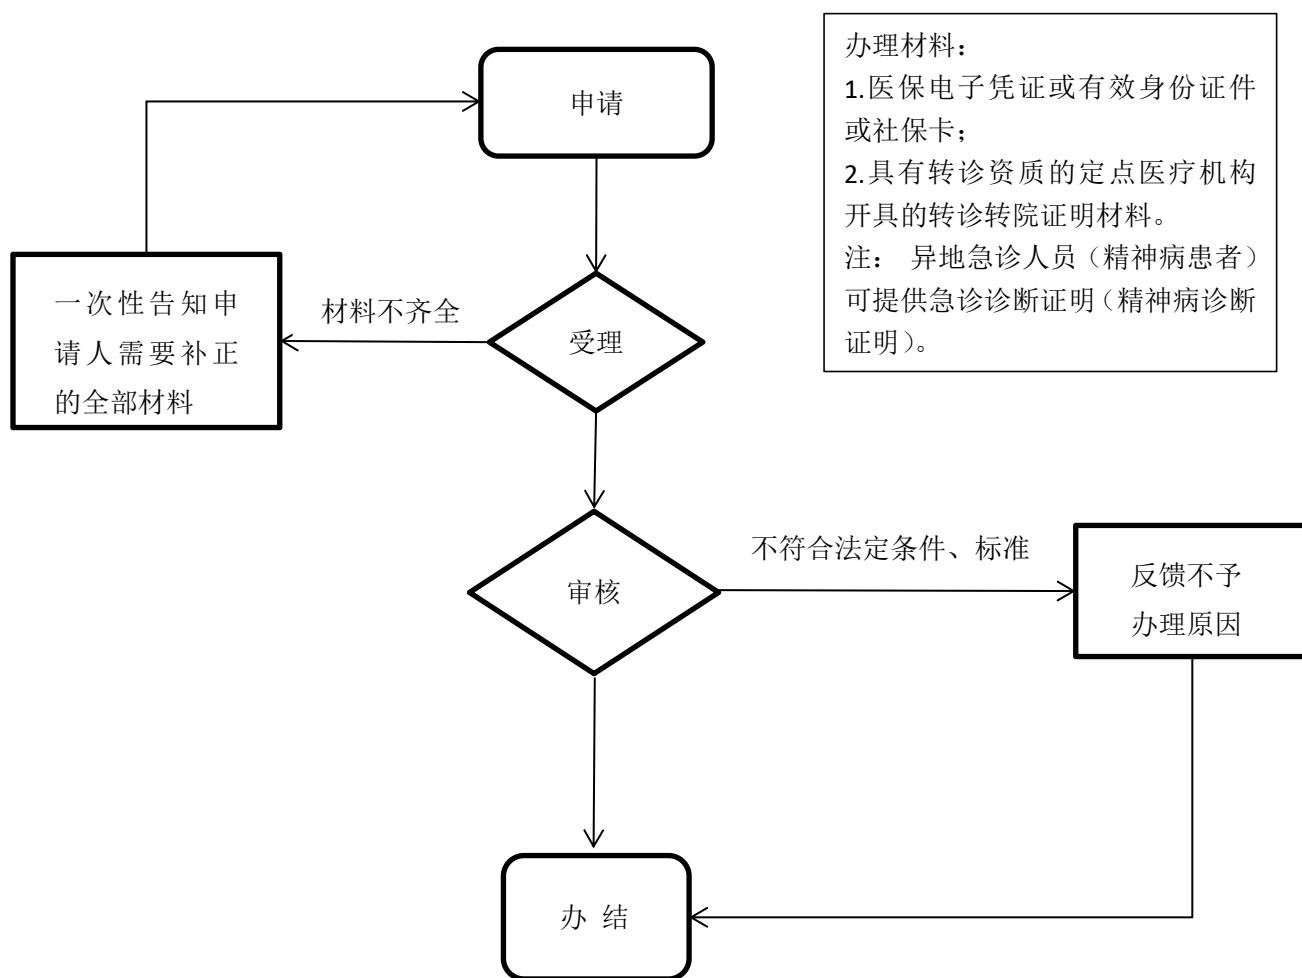 申请
办理材料：
1.医保电子凭证或有效身份证件
或社保卡；
2.具有转诊资质的定点医疗机构
开具的转诊转院证明材料。
注： 异地急诊人员（精神病患者）
可提供急诊诊断证明（精神病诊断
证明）。
一次性告知申
请人需要补正
的全部材料
材料不齐全
受理
审核
不符合法定条件、标准
反馈不予
办理原因
办 结